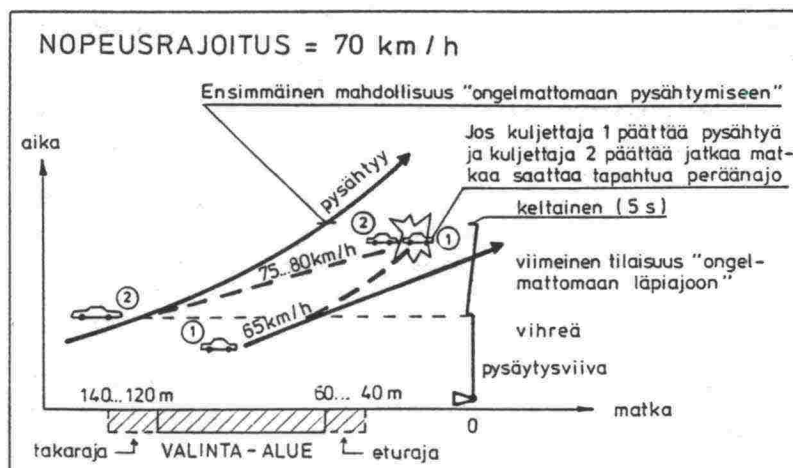 NOPEUSRAJOITUS = 70 km / h
Ensimmäinen mahdollisuus "ongelmattomaan pysähtymiseen"
aika
Jos kuljettaja 1 päättää pysähtyä
ja kuljettaja 2 päättää jatkaa mat-
kaa saattaa tapahtua peräänajo
pysähtyy
keltainen ( 5 s )
2
1
75...80km/h
viimeinen tilaisuus "ongel-
mattomaan läpiajoon"
2
1
65km/h
vihreä
pysäytysviiva
140...120 m
60... 40 m
matka
0
takaraja
VALINTA - ALUE
eturaja